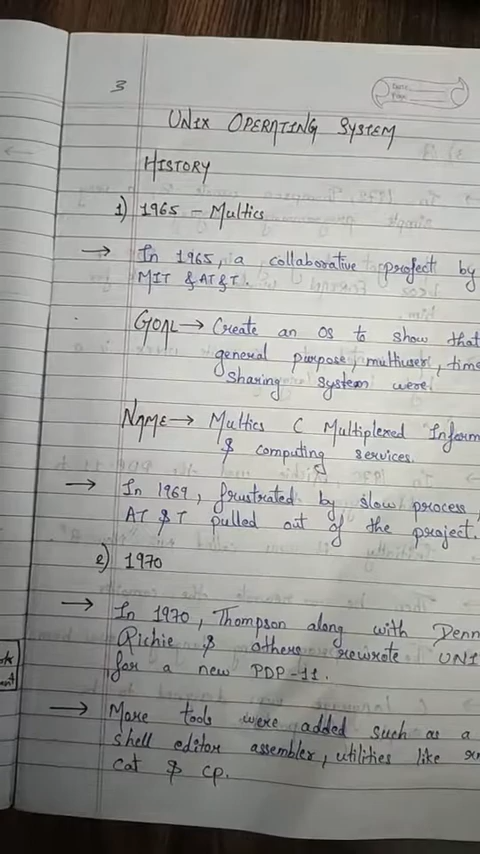 3
UNIX OPERATING SYSTEM
HISTORY
1) 1965 - Multics
→ In 1965, a collaborative project by
MIT & AT&T.
GOAL → Create an OS to show that
general purpose, multiuser, time
sharing system were
NAME → Multics C Multiplexed Inform
$ computing services.
→ In 1969, frustrated by slow process,
AT $ T pulled out of the project.
2) 1970
→ In 1970, Thompson along with Denn
Richie $ others rewrote UNI
for a new PDP-11.
→ More tools were added such as a
shell editor assembler, utilities like
cat $ cp.